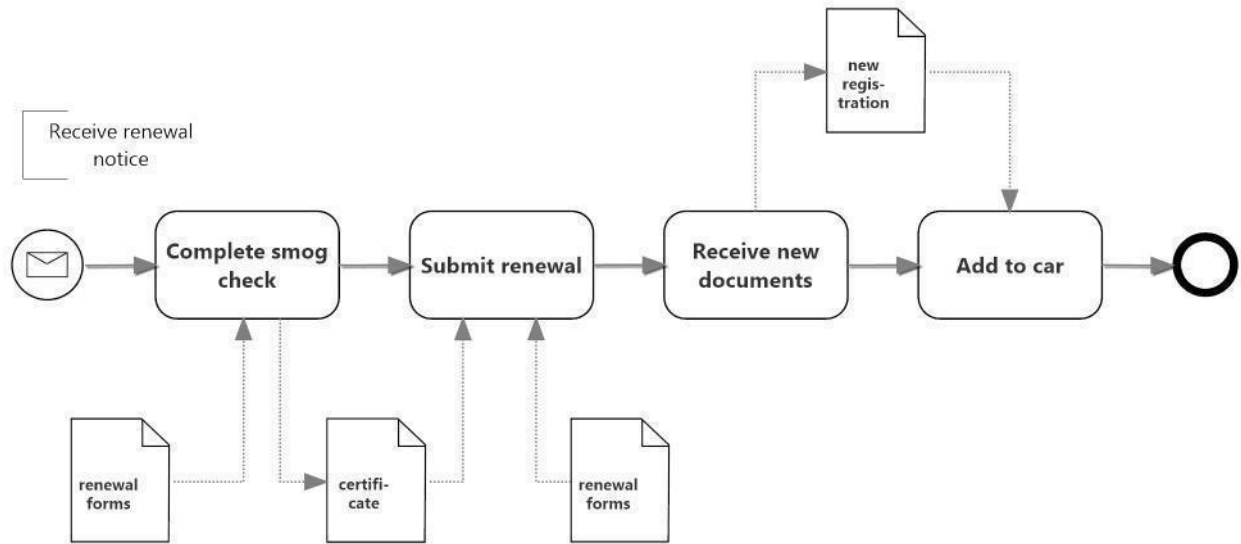 new
regis-
tration
Receive renewal
notice
Complete smog
check
Submit renewal
Receive new
documents
Add to car
renewal
forms
certifi-
cate
renewal
forms